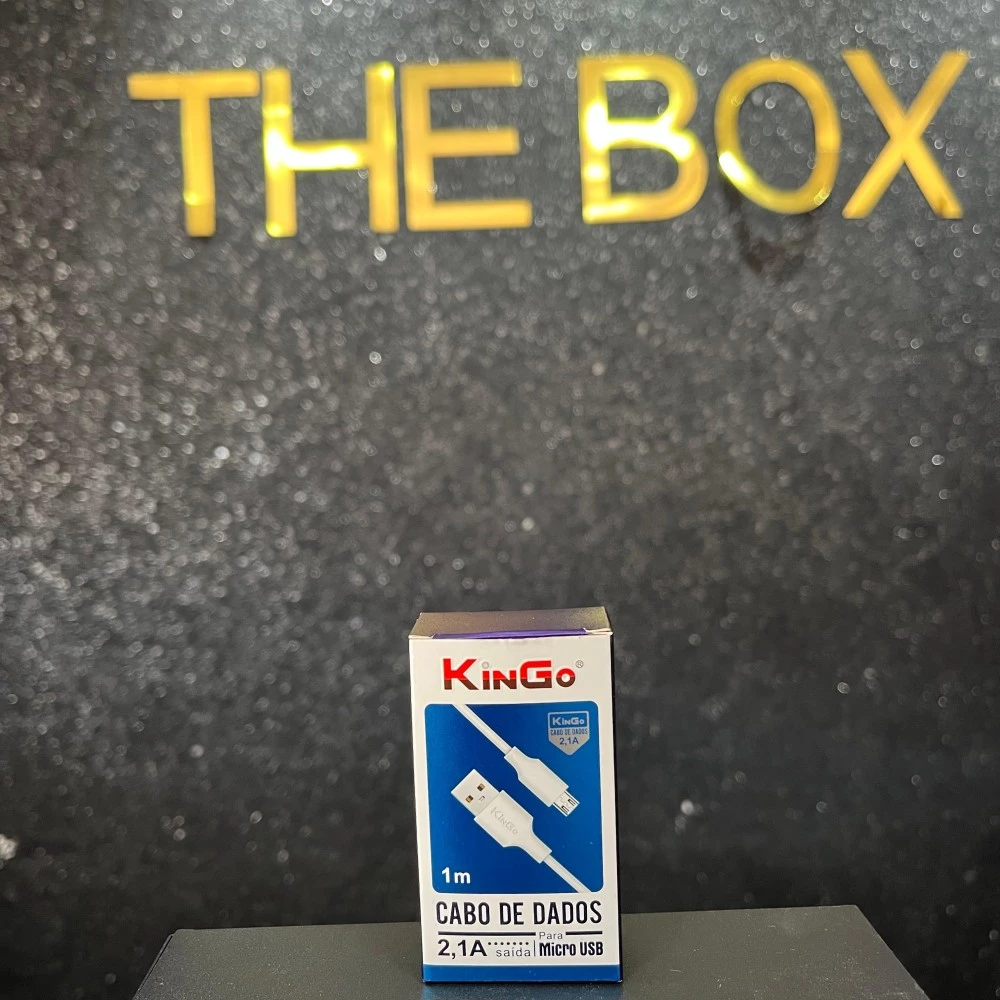 THE BOX
KinGo®
KinGo
CABO DE DADOS
2,1A
KinGo
1m
CABO DE DADOS
2,1A saída Para Micro USB